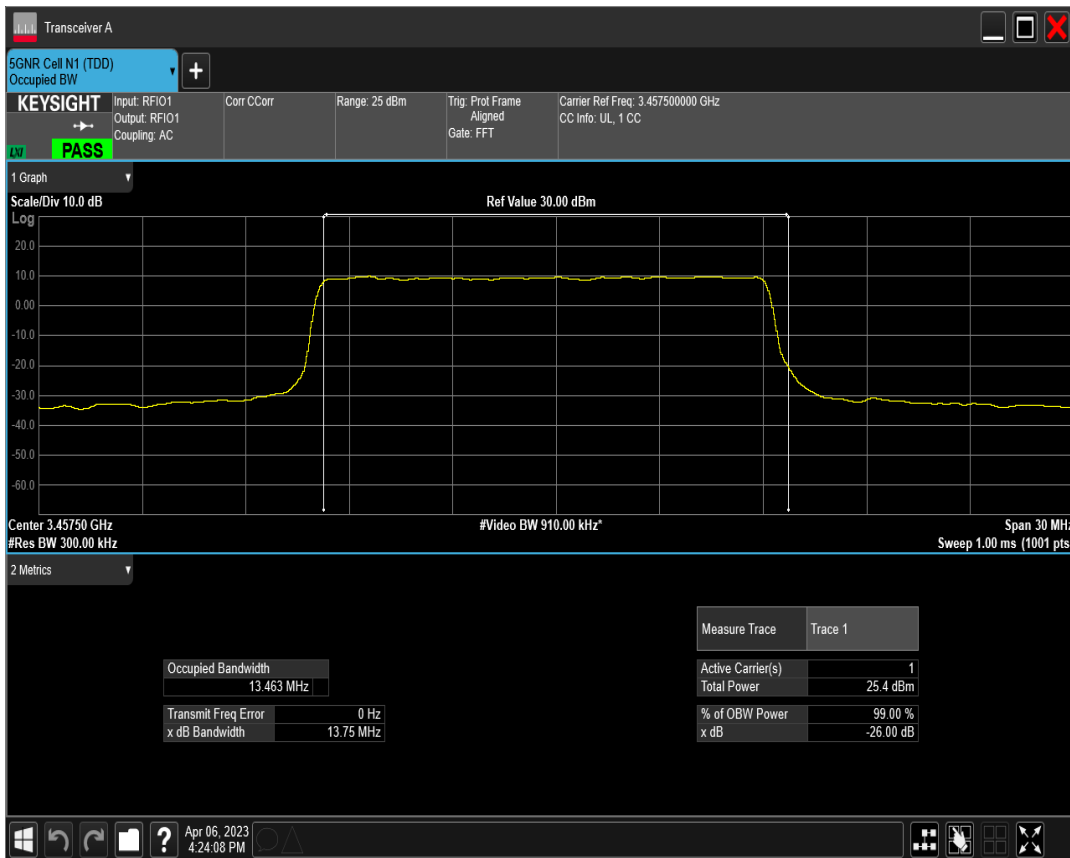 Transceiver A
5GNR Cell N1 (TDD)
Occupied BW
+
KEYSIGHT
LXI
PASS
Input: RFIO1
Output: RFIO1
Coupling: AC
Corr CCorr
Range: 25 dBm
Trig: Prot Frame
Aligned
Gate: FFT
Carrier Ref Freq: 3.457500000 GHz
CC Info: UL, 1 CC
1 Graph
Scale/Div 10.0 dB
Ref Value 30.00 dBm
Log
20.0
10.0
0.00
-10.0
-20.0
-30.0
-40.0
-50.0
-60.0
Center 3.45750 GHz
#Video BW 910.00 kHz*
Span 30 MHz
#Res BW 300.00 kHz
Sweep 1.00 ms (1001 pts
2 Metrics
Measure Trace Trace 1
Occupied Bandwidth
13.463 MHz
Active Carrier(s) 1
Total Power 25.4 dBm
Transmit Freq Error 0 Hz
x dB Bandwidth 13.75 MHz
% of OBW Power 99.00 %
x dB -26.00 dB
?
Apr 06, 2023
4:24:08 PM